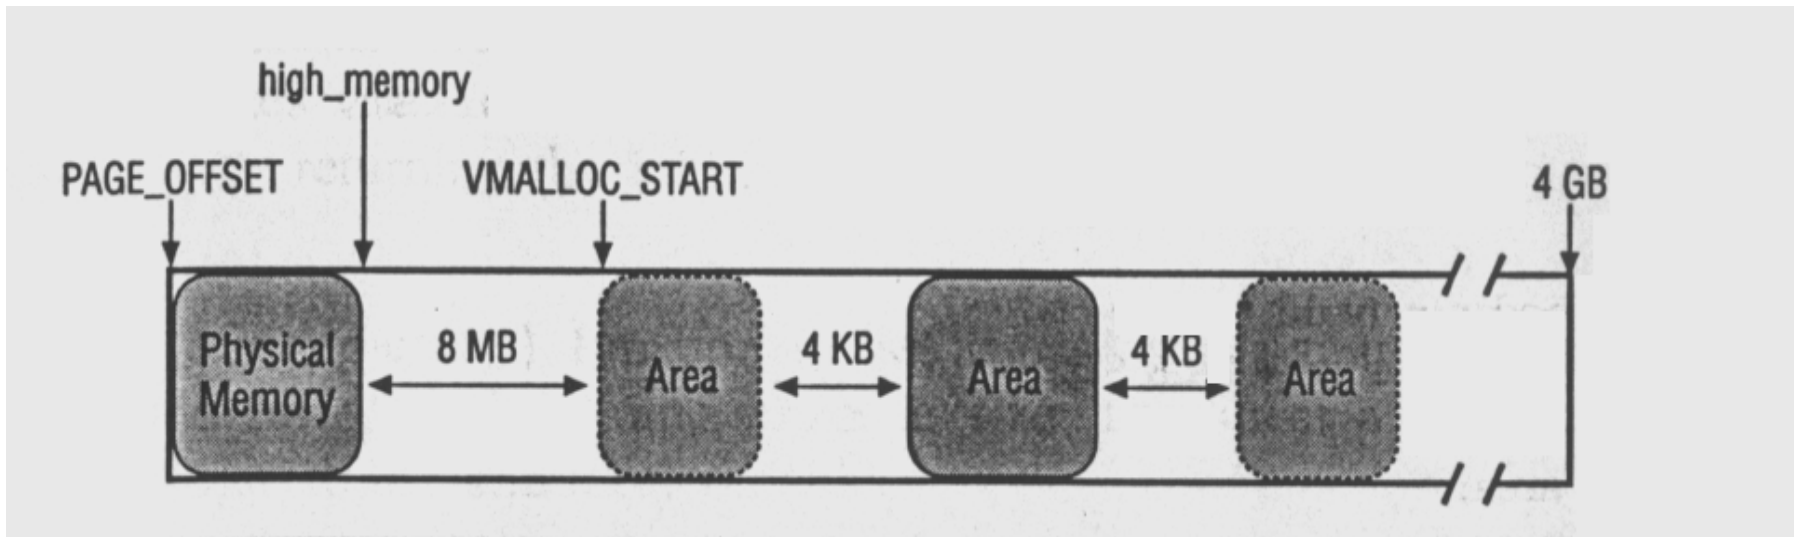 high_memory
PAGE_OFFSET
VMALLOC_START
4 GB
Physical
Memory
8 MB
Area
4 KB
Area
4 KB
Area